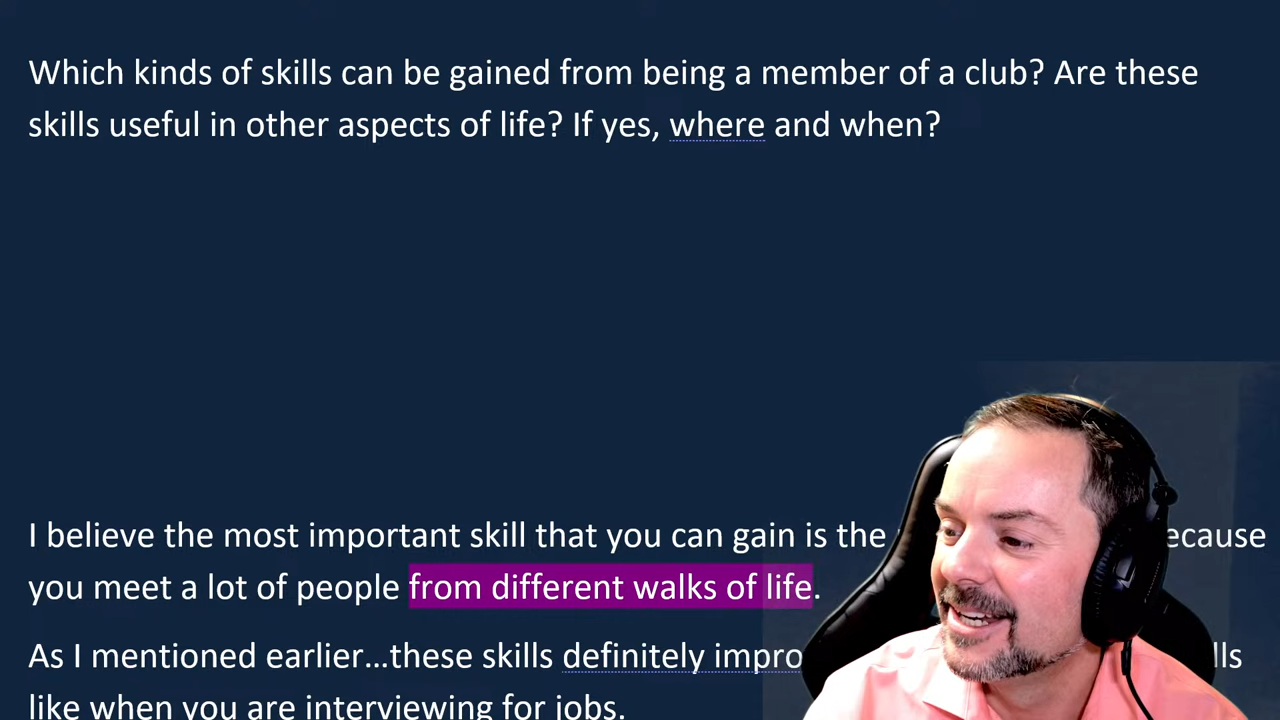 Which kinds of skills can be gained from being a member of a club? Are these
skills useful in other aspects of life? If yes, where and when?
I believe the most important skill that you can gain is the ecause
you meet a lot of people from different walks of life.
As I mentioned earlier…these skills definitely impro lls
like when you are interviewing for jobs.